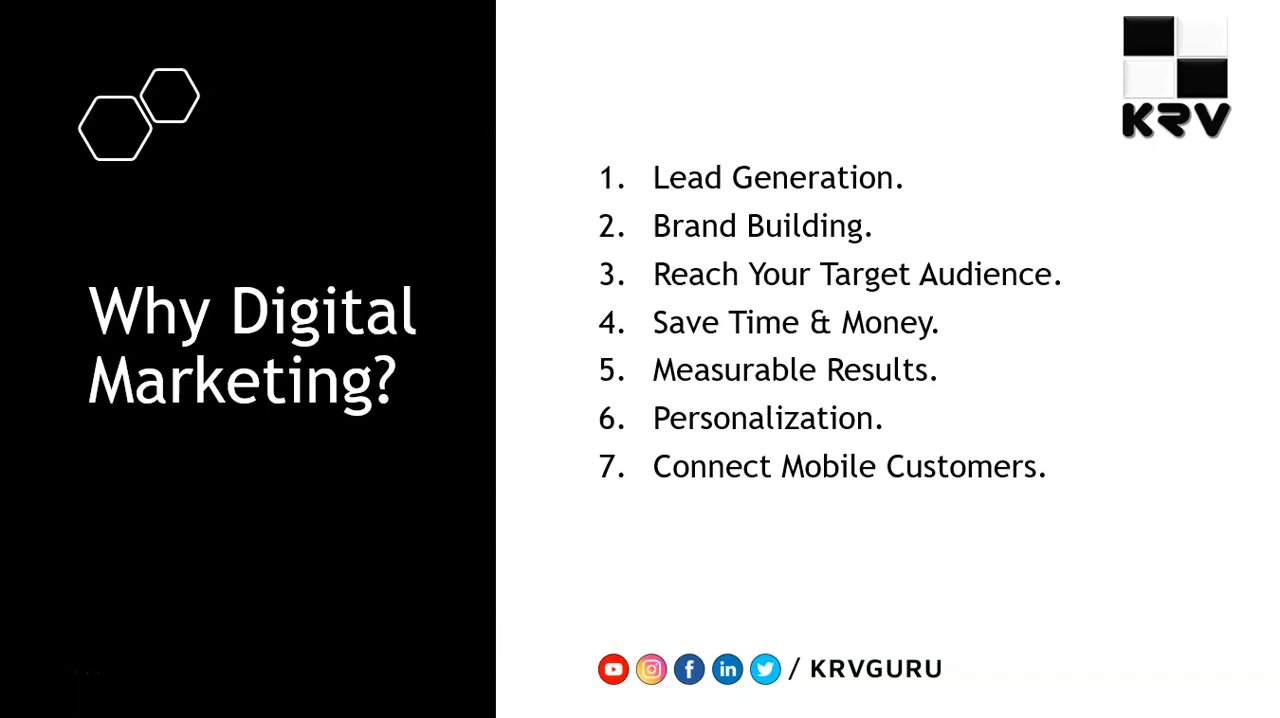 KRV
Why Digital
Marketing?
1. Lead Generation.
2. Brand Building.
3. Reach Your Target Audience.
4. Save Time & Money.
5. Measurable Results.
6. Personalization.
7. Connect Mobile Customers.
/ KRVGURU